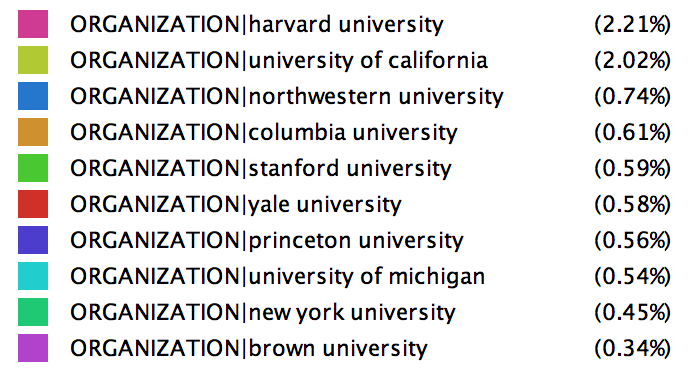 ORGANIZATION|harvard university (2.21%)
ORGANIZATION|university of california (2.02%)
ORGANIZATION|northwestern university (0.74%)
ORGANIZATION|columbia university (0.61%)
ORGANIZATION|stanford university (0.59%)
ORGANIZATION|yale university (0.58%)
ORGANIZATION|princeton university (0.56%)
ORGANIZATION|university of michigan (0.54%)
ORGANIZATION|new york university (0.45%)
ORGANIZATION|brown university (0.34%)